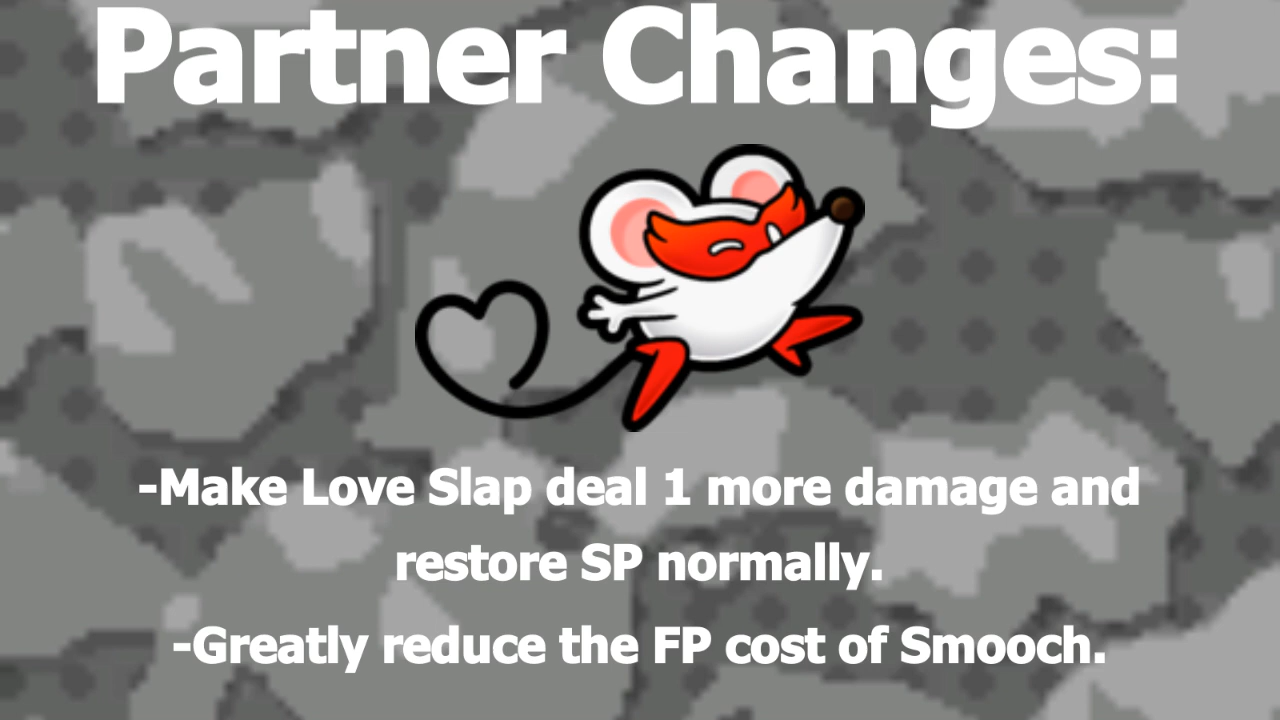 Partner Changes:
-Make Love Slap deal 1 more damage and
restore SP normally.
-Greatly reduce the FP cost of Smooch.